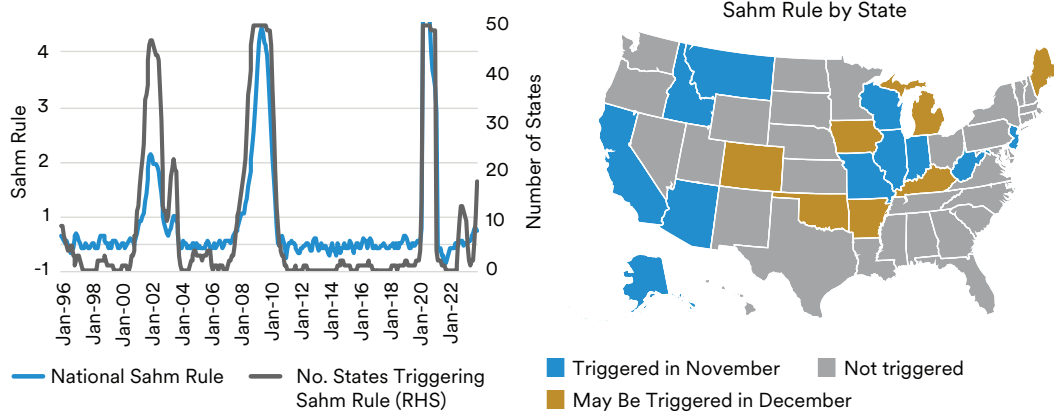 Sahm Rule
4
3
2
1
-1
50
40
30
20
10
0
Number of States
Jan-96
Jan-98
Jan-00
Jan-02
Jan-04
Jan-06
Jan-08
Jan-10
Jan-12
Jan-14
Jan-16
Jan-18
Jan-20
Jan-22
National Sahm Rule
No. States Triggering
Sahm Rule (RHS)
Sahm Rule by State
Triggered in November
Not triggered
May Be Triggered in December